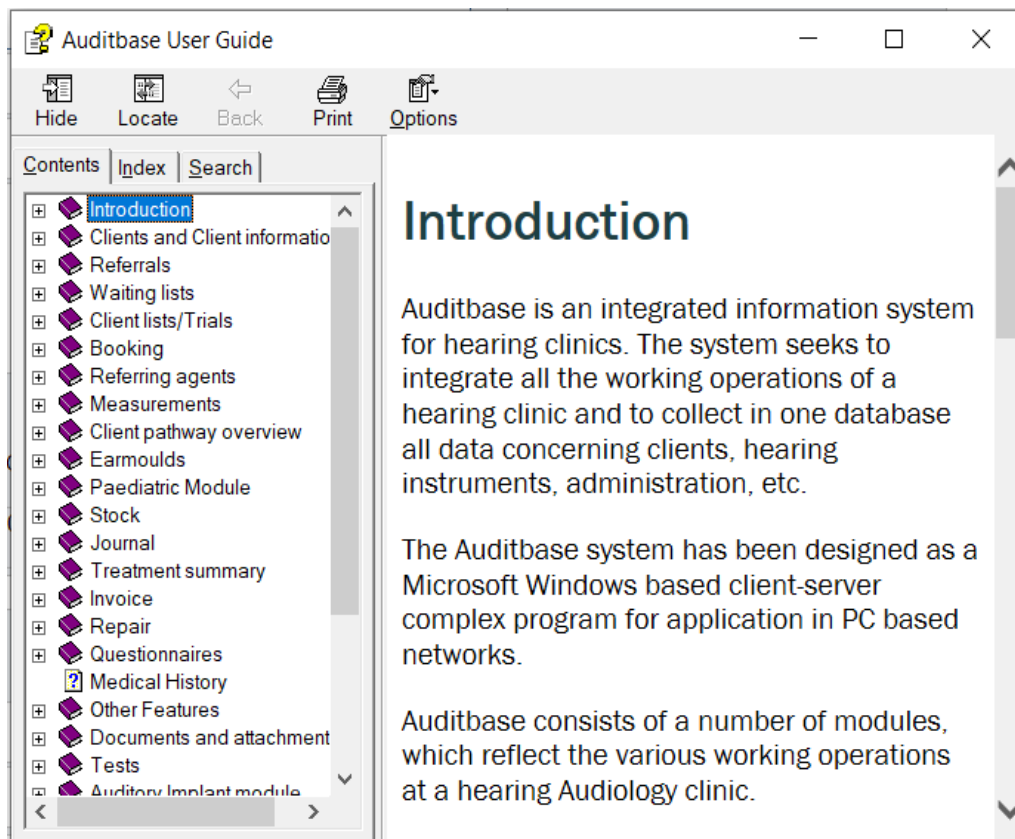 Auditbase User Guide
Hide Locate Back Print Options
Contents Index Search
Introduction
Clients and Client informatio
Referrals
Waiting lists
Client lists/Trials
Booking
Referring agents
Measurements
Client pathway overview
Earmoulds
Paediatric Module
Stock
Journal
Treatment summary
Invoice
Repair
Questionnaires
Medical History
Other Features
Documents and attachment
Tests
Auditory Implant module
Introduction
Auditbase is an integrated information system
for hearing clinics. The system seeks to
integrate all the working operations of a
hearing clinic and to collect in one database
all data concerning clients, hearing
instruments, administration, etc.
The Auditbase system has been designed as a
Microsoft Windows based client-server
complex program for application in PC based
networks.
Auditbase consists of a number of modules,
which reflect the various working operations
at a hearing Audiology clinic.